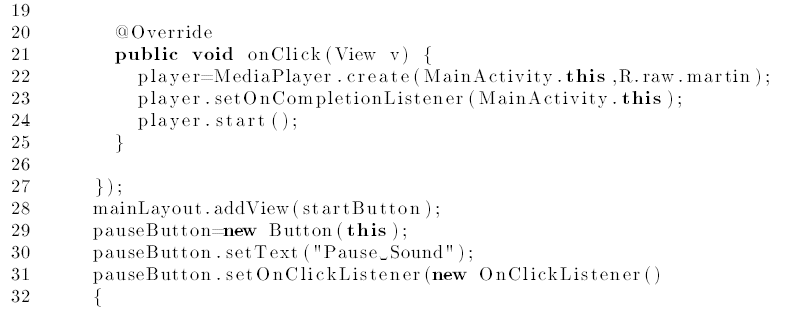 19
20 @Override
21 public void onClick(View v) {
22 player=MediaPlayer.create(MainActivity.this,R.raw.martin);
23 player.setOnCompletionListener(MainActivity.this);
24 player.start();
25 }
26
27 });
28 mainLayout.addView(startButton);
29 pauseButton=new Button(this);
30 pauseButton.setText("Pause␣Sound");
31 pauseButton.setOnClickListener(new OnClickListener()
32 {